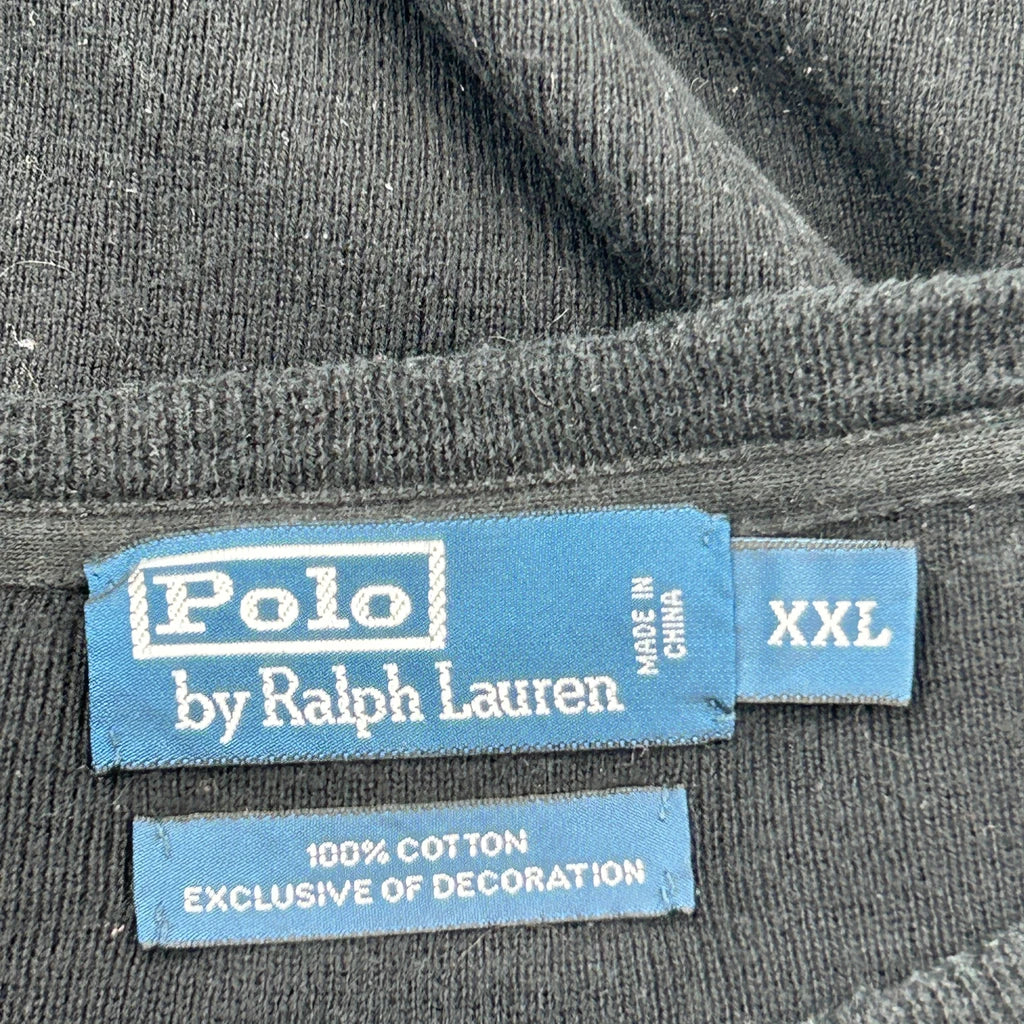 Polo
by Ralph Lauren
MADE IN
CHINA
XXL
100% COTTON
EXCLUSIVE OF DECORATION